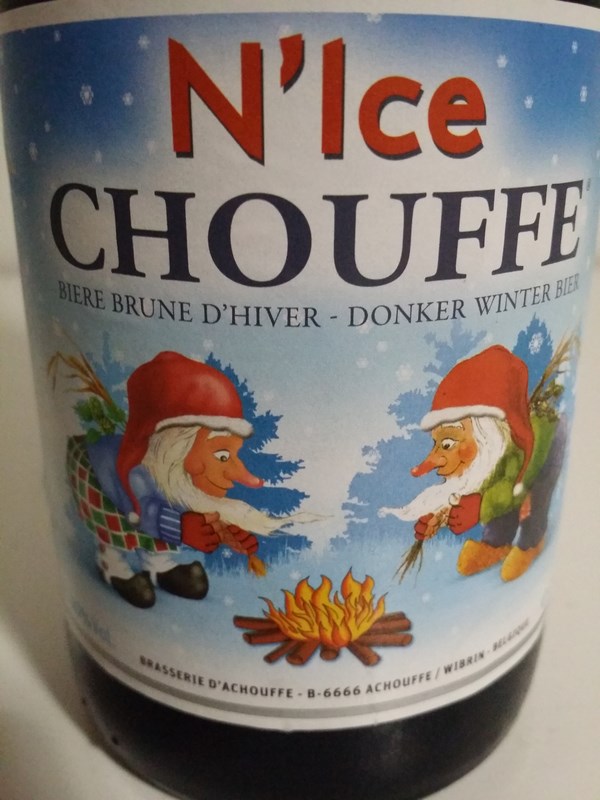 N'Ice
CHOUFFE®
BIERE BRUNE D'HIVER - DONKER WINTER BIER
BRASSERIE D'ACHOUFFE - B-6666 ACHOUFFE / WIBRIN - BELGIQUE